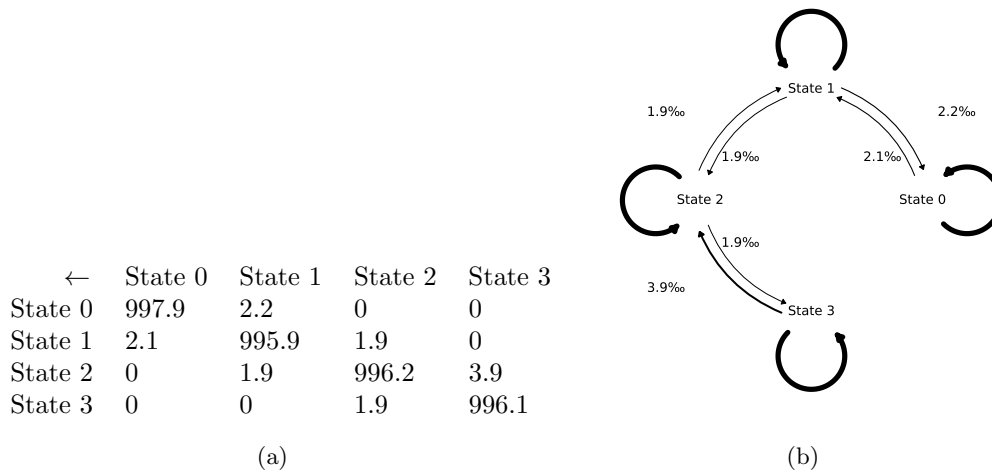 ← State 0 State 1 State 2 State 3
State 0 997.9 2.2 0 0
State 1 2.1 995.9 1.9 0
State 2 0 1.9 996.2 3.9
State 3 0 0 1.9 996.1
(a)
State 1
1.9‰ 2.2‰
1.9‰ 2.1‰
State 2 State 0
1.9‰
3.9‰
State 3
(b)